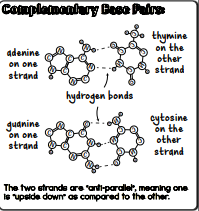 Complementary Base Pairs:
adenine
on one
strand
thymine
on the
other
strand
hydrogen bonds
guanine
on one
strand
cytosine
on the
other
strand
The two strands are "anti-parallel", meaning one
is "upside down" as compared to the other.